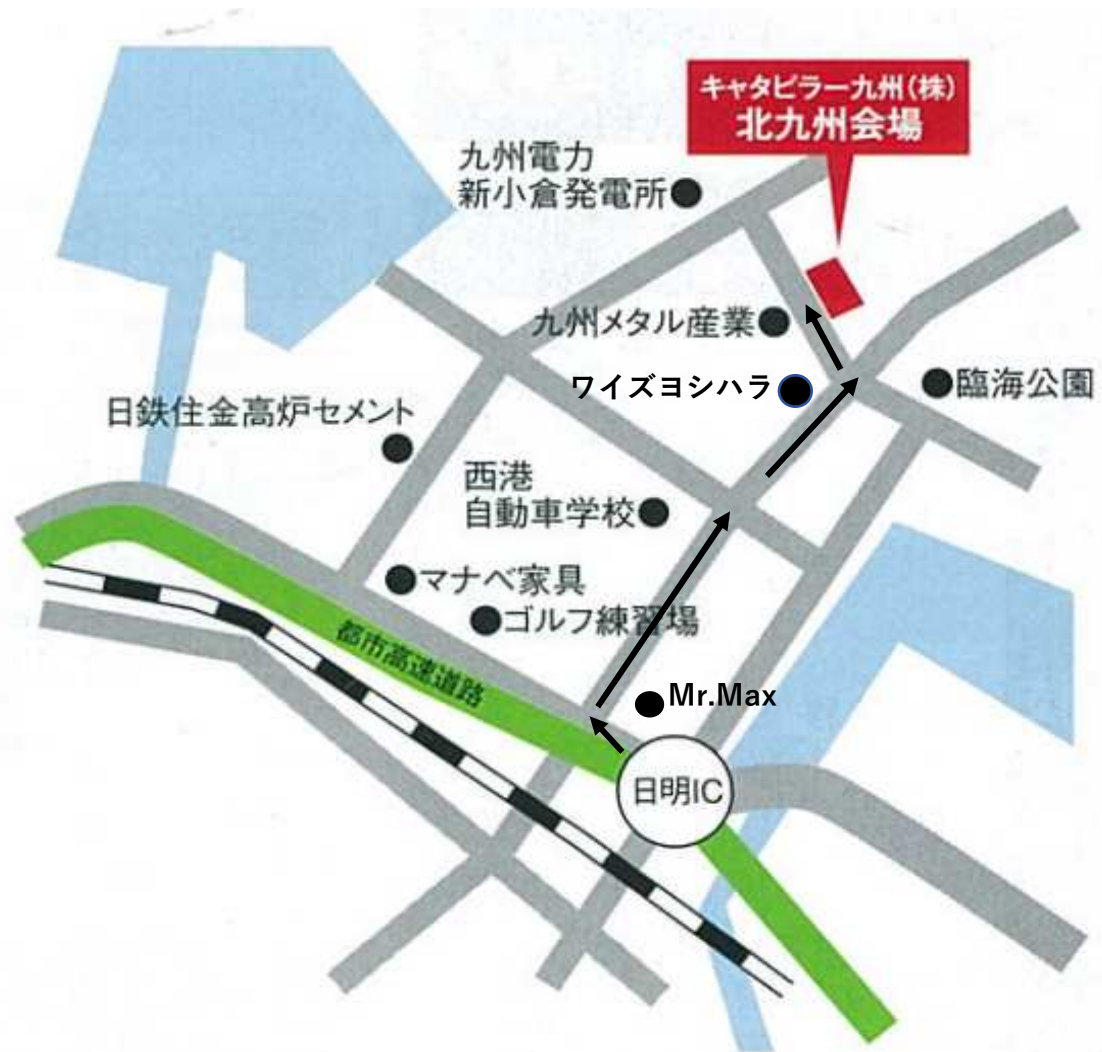 キャタピラー九州(株)
北九州会場
九州電力
新小倉発電所
九州メタル産業
ワイズヨシハラ
臨海公園
日鉄住金高炉セメント
西港
自動車学校
マナベ家具
ゴルフ練習場
都市高速道路
Mr.Max
日明IC